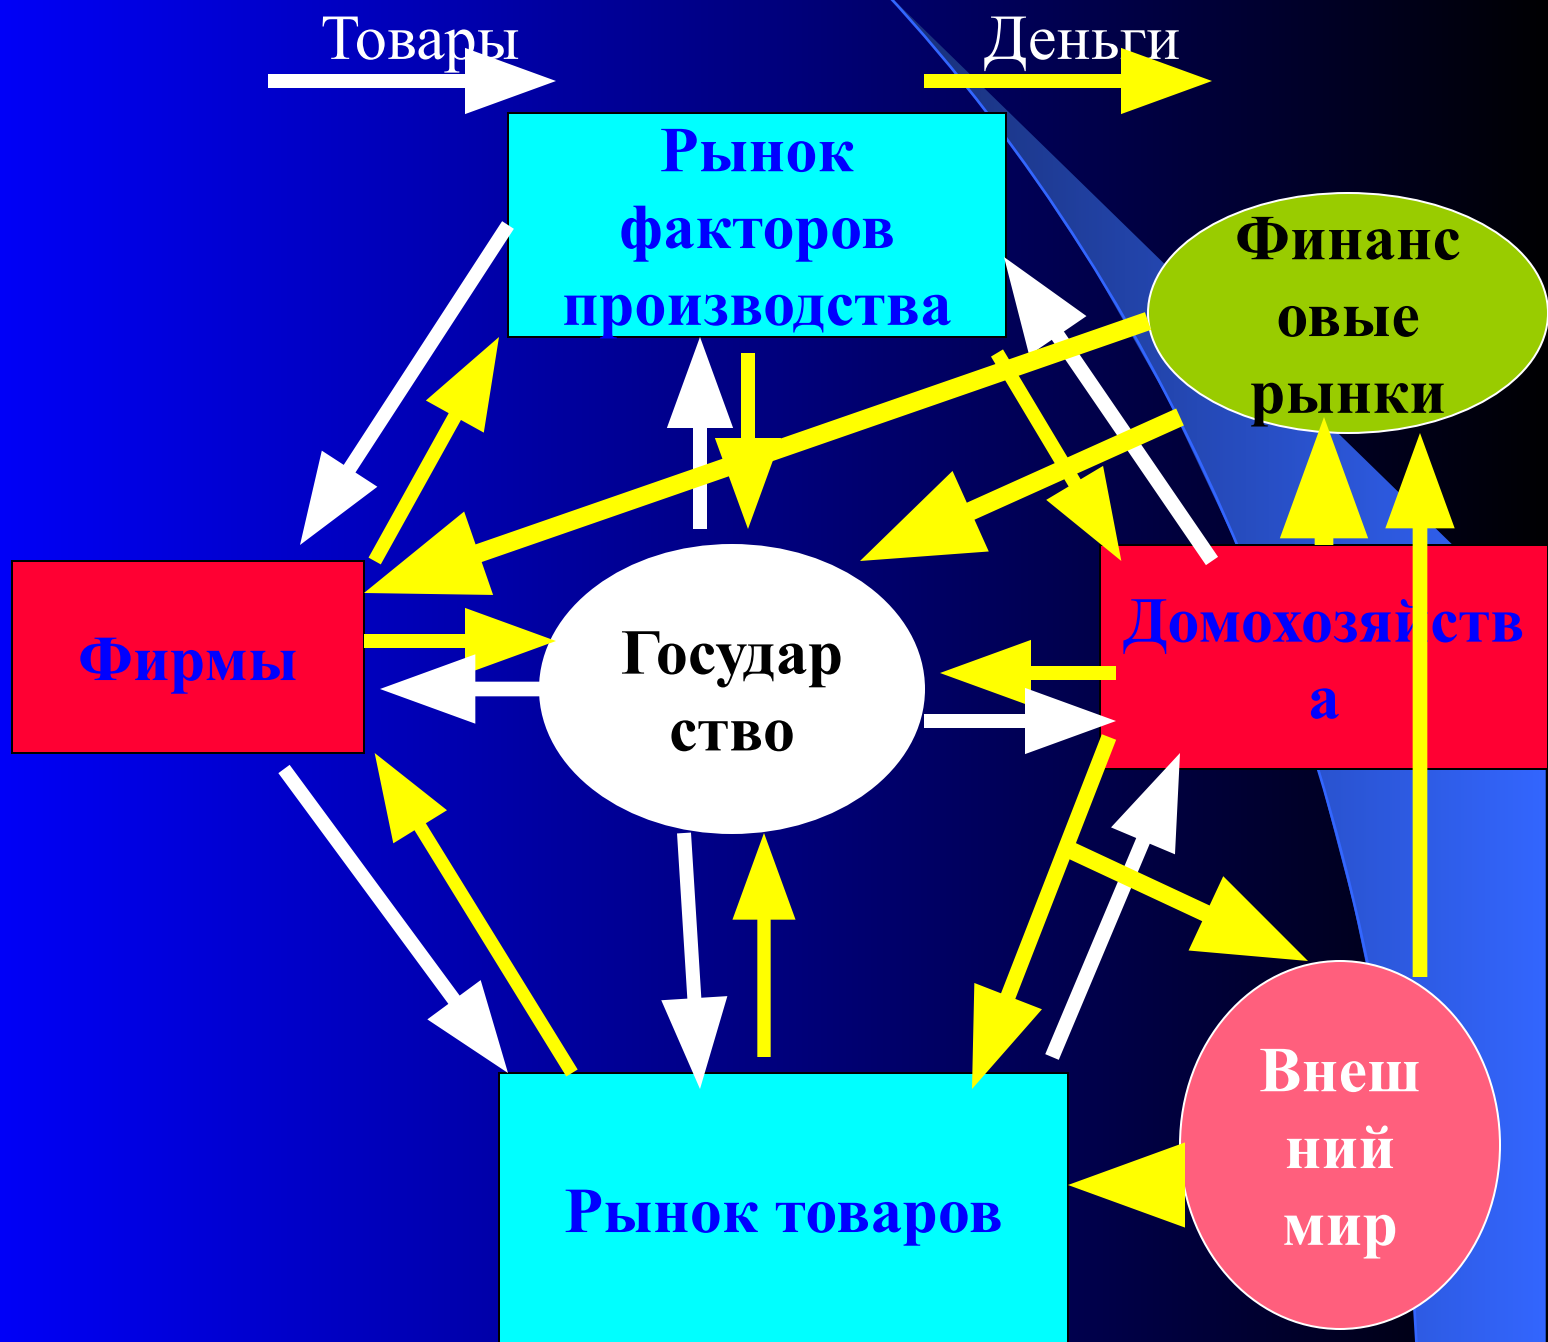 Товары
Деньги
Рынок
факторов
производства
Финанс
овые
рынки
Фирмы
Государ
ство
Домохозяйств
а
Внеш
ний
мир
Рынок товаров